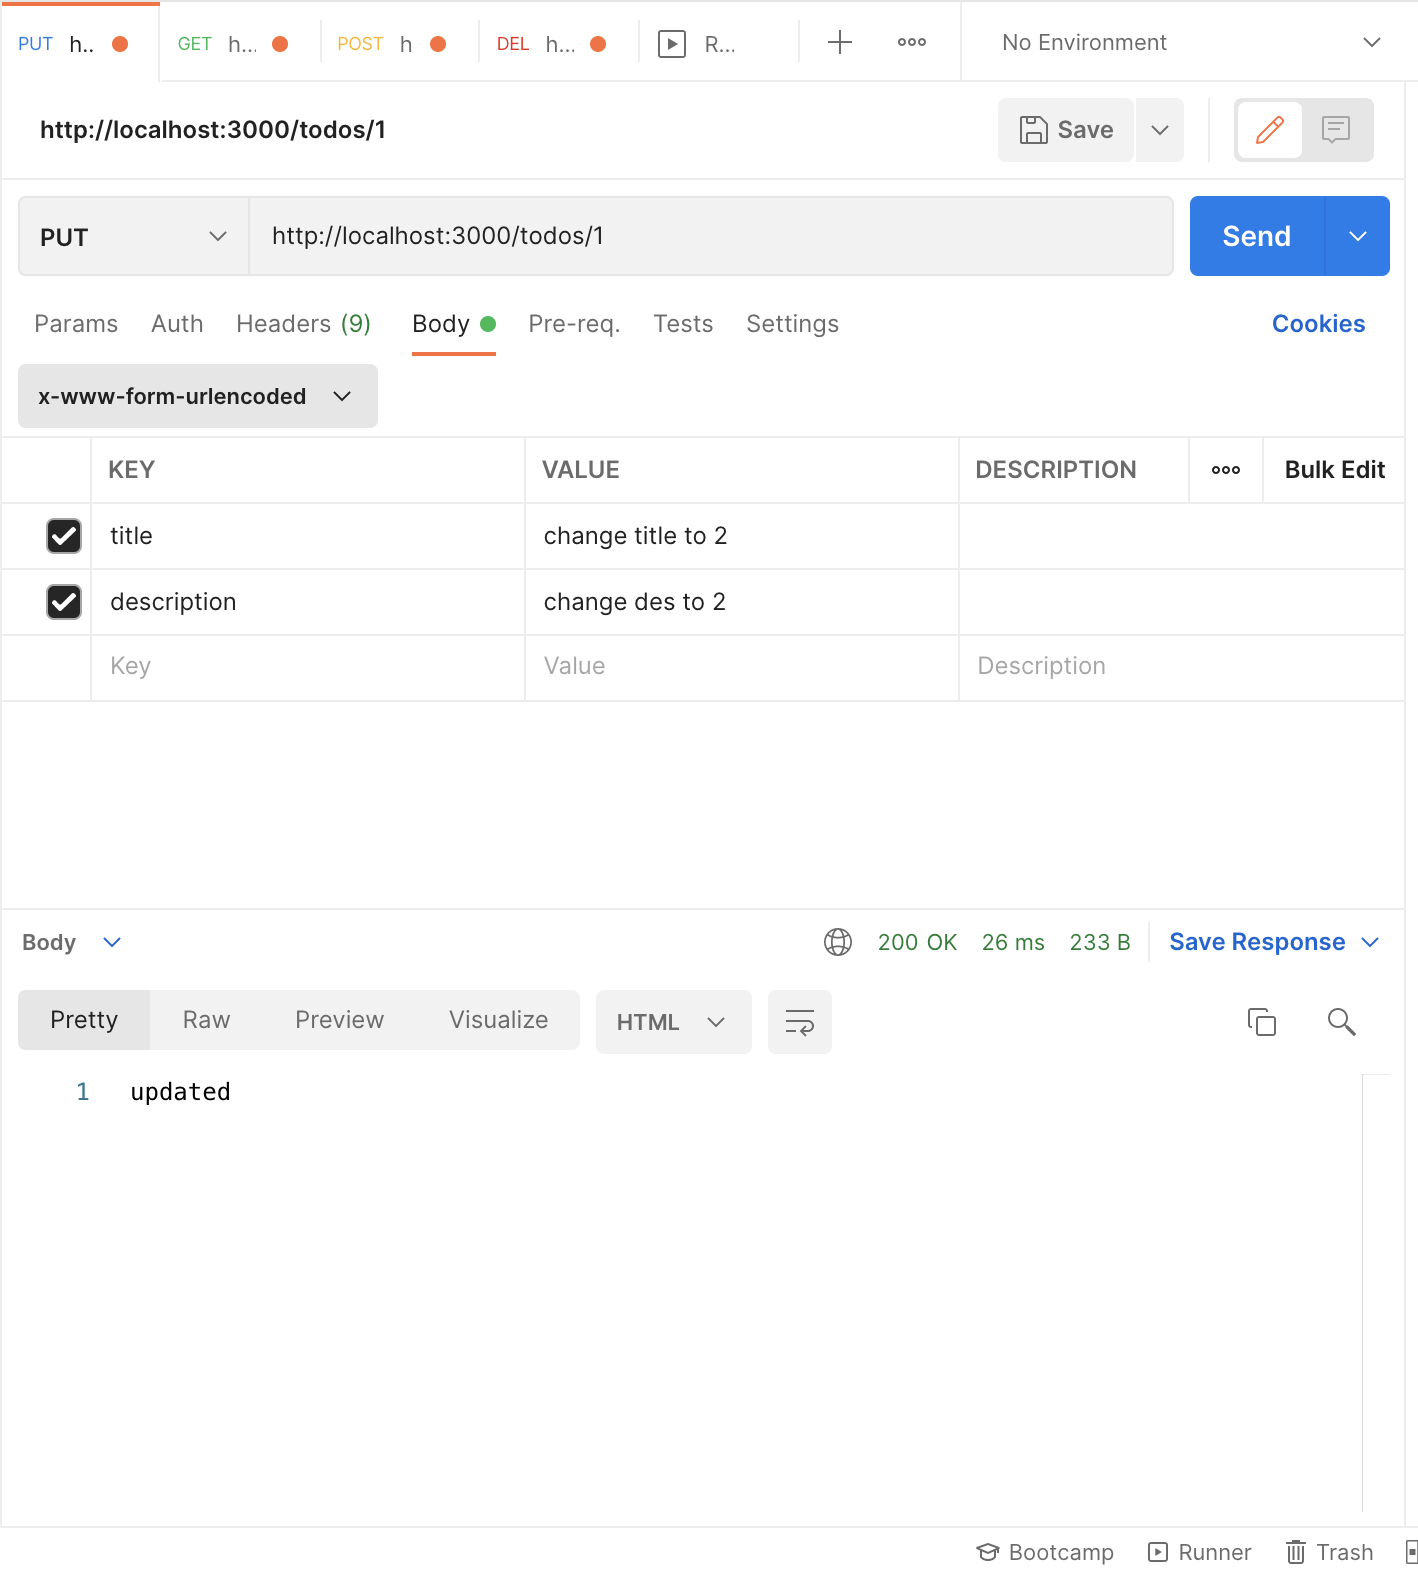 PUT h.. GET h... POST h DEL h... R... No Environment
http://localhost:3000/todos/1 Save
PUT http://localhost:3000/todos/1 Send
Params Auth Headers (9) Body Pre-req. Tests Settings Cookies
x-www-form-urlencoded
KEY VALUE DESCRIPTION Bulk Edit
title change title to 2
description change des to 2
Key Value Description
Body 200 OK 26 ms 233 B Save Response
Pretty Raw Preview Visualize HTML
1 updated
Bootcamp Runner Trash